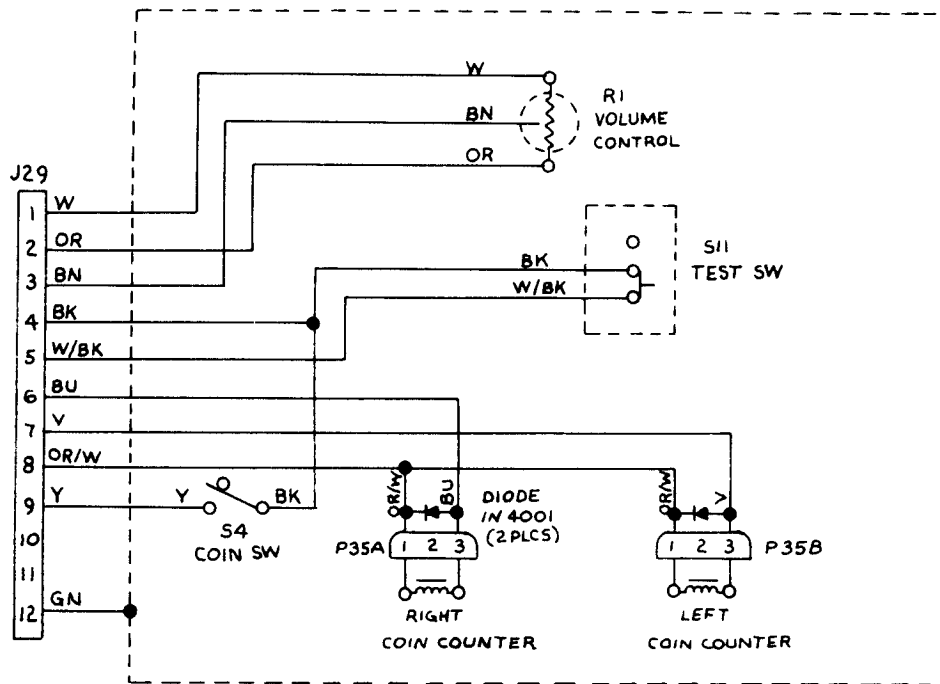 W
R1
VOLUME
CONTROL
BN
OR
J29
1 W
2 OR
3 BN
4 BK
5 W/BK
6 BU
7 V
8 OR/W
9 Y
10
11
12 GN
BK
W/BK
S11
TEST SW
Y
BK
S4
COIN SW
OR/W
BU
DIODE
IN 4001
(2 PLCS)
OR/W
V
P35A 1 2 3
1 2 3 P35B
RIGHT
COIN COUNTER
LEFT
COIN COUNTER